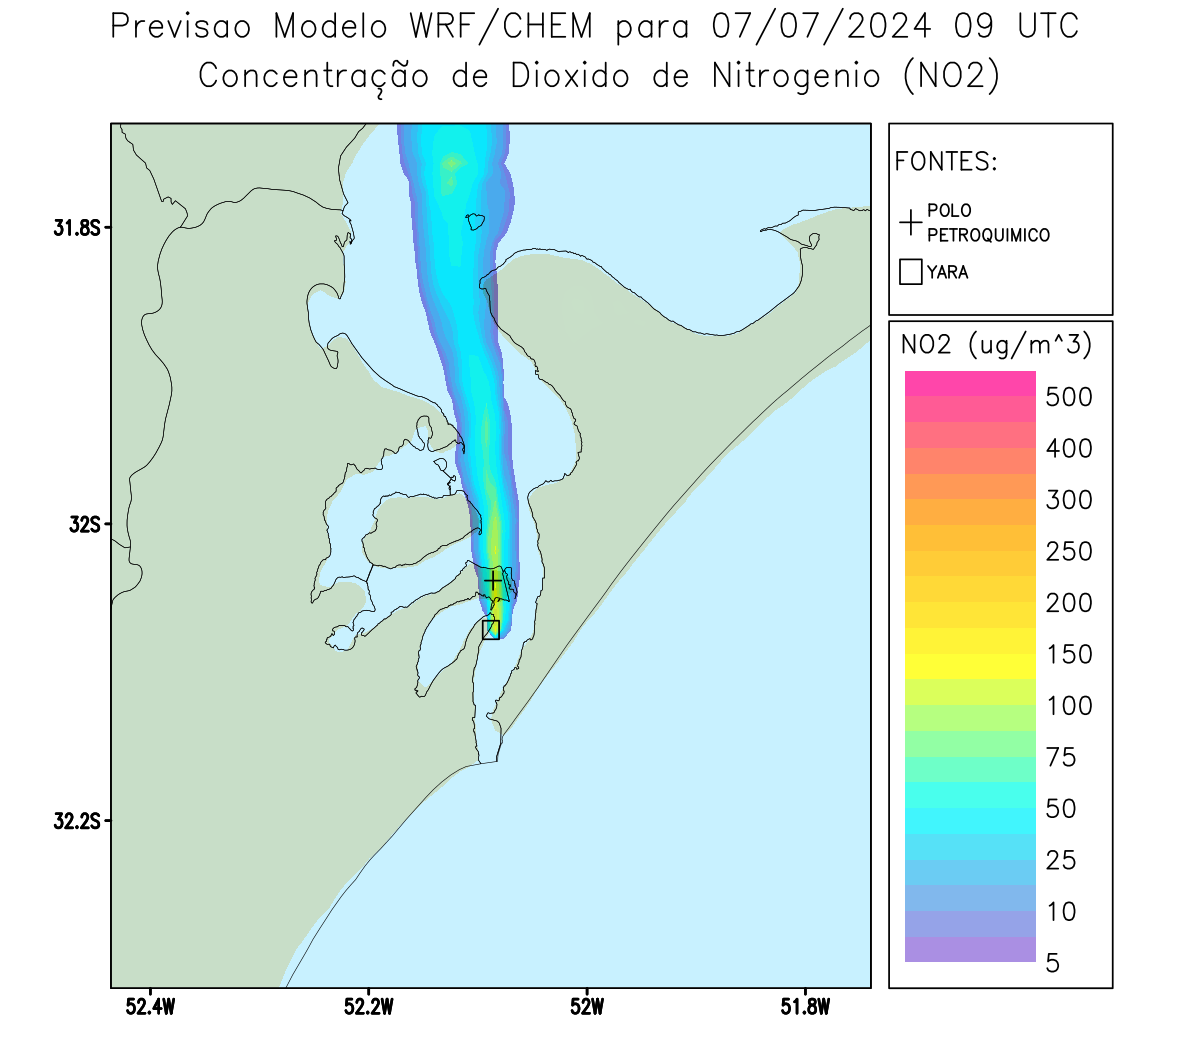 Previsao Modelo WRF/CHEM para 07/07/2024 09 UTC
Concentração de Dioxido de Nitrogenio (NO2)
FONTES:
POLO
PETROQUIMICO
YARA
NO2 (ug/m^3)
500
400
300
250
200
150
100
75
50
25
10
5
31.8S
32S
32.2S
52.4W
52.2W
52W
51.8W